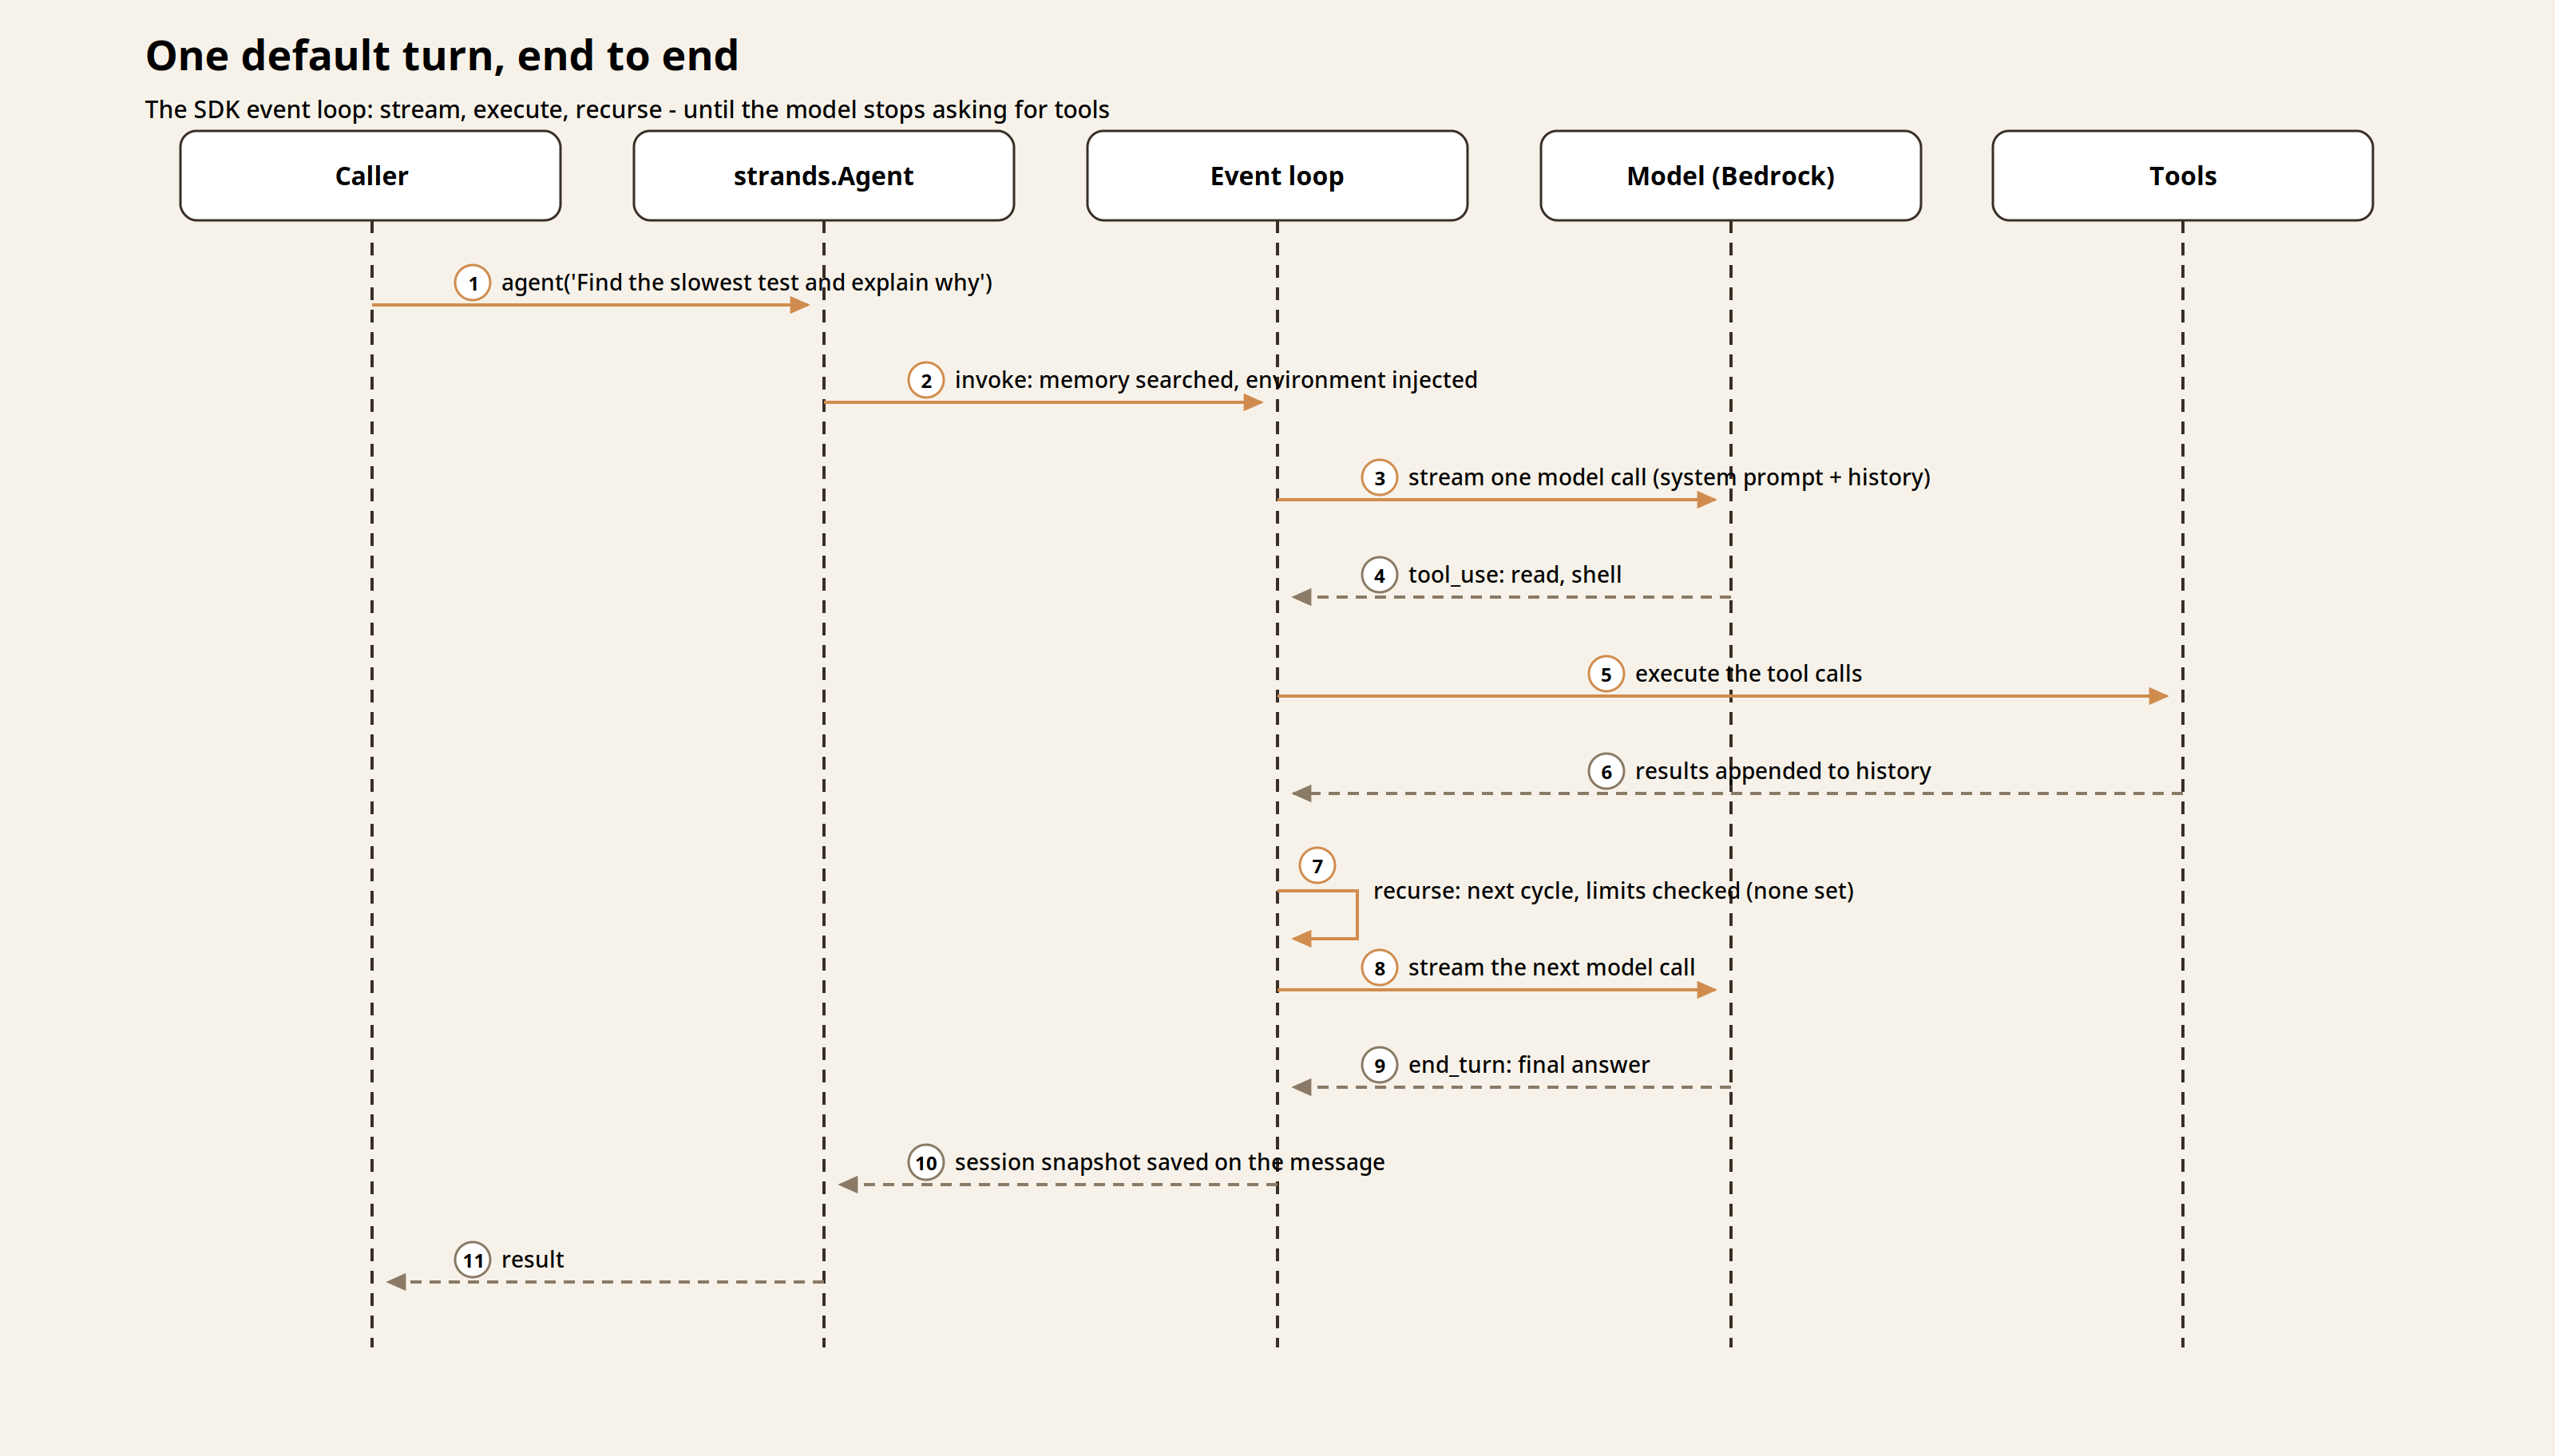 One default turn, end to end
The SDK event loop: stream, execute, recurse - until the model stops asking for tools
Caller
strands.Agent
Event loop
Model (Bedrock)
Tools
1 agent('Find the slowest test and explain why')
2 invoke: memory searched, environment injected
3 stream one model call (system prompt + history)
4 tool_use: read, shell
5 execute the tool calls
6 results appended to history
7
recurse: next cycle, limits checked (none set)
8 stream the next model call
9 end_turn: final answer
10 session snapshot saved on the message
11 result